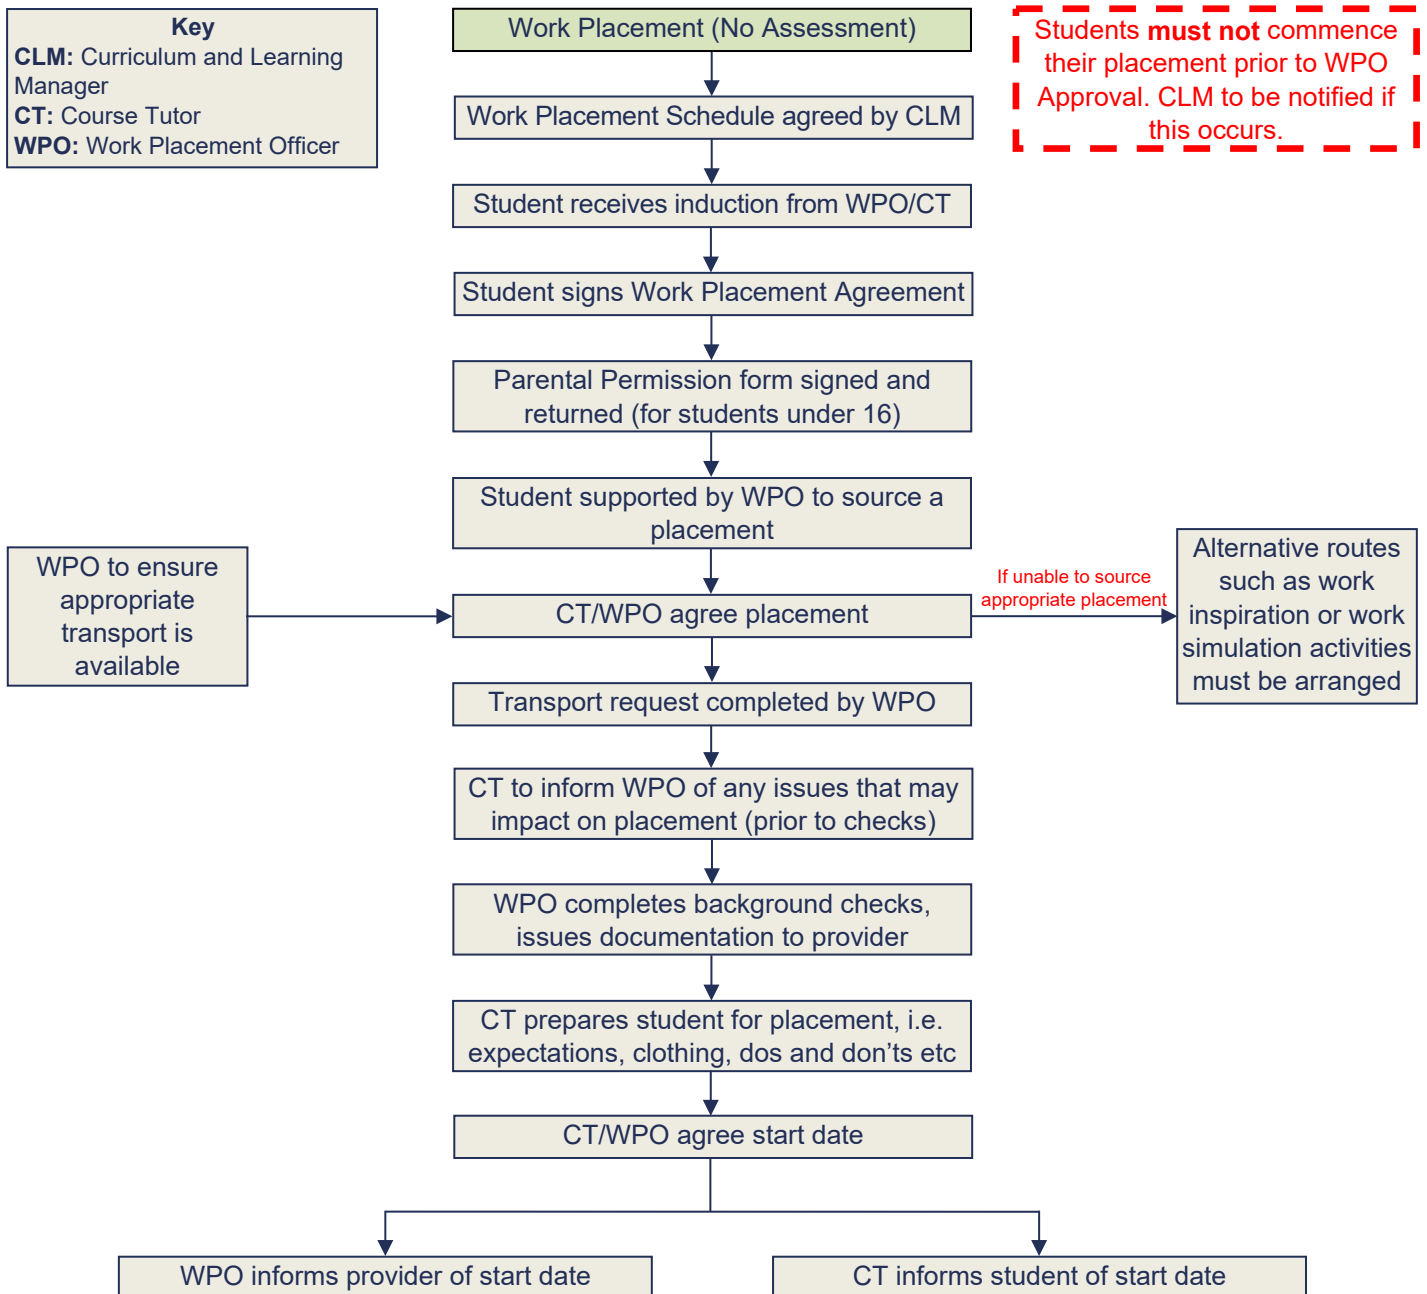 Key
CLM: Curriculum and Learning
Manager
CT: Course Tutor
WPO: Work Placement Officer
Work Placement (No Assessment)
Students must not commence
their placement prior to WPO
Approval. CLM to be notified if
this occurs.
Work Placement Schedule agreed by CLM
Student receives induction from WPO/CT
Student signs Work Placement Agreement
Parental Permission form signed and
returned (for students under 16)
Student supported by WPO to source a
placement
WPO to ensure
appropriate
transport is
available
CT/WPO agree placement
If unable to source
appropriate placement
Alternative routes
such as work
inspiration or work
simulation activities
must be arranged
Transport request completed by WPO
CT to inform WPO of any issues that may
impact on placement (prior to checks)
WPO completes background checks,
issues documentation to provider
CT prepares student for placement, i.e.
expectations, clothing, dos and don’ts etc
CT/WPO agree start date
WPO informs provider of start date
CT informs student of start date